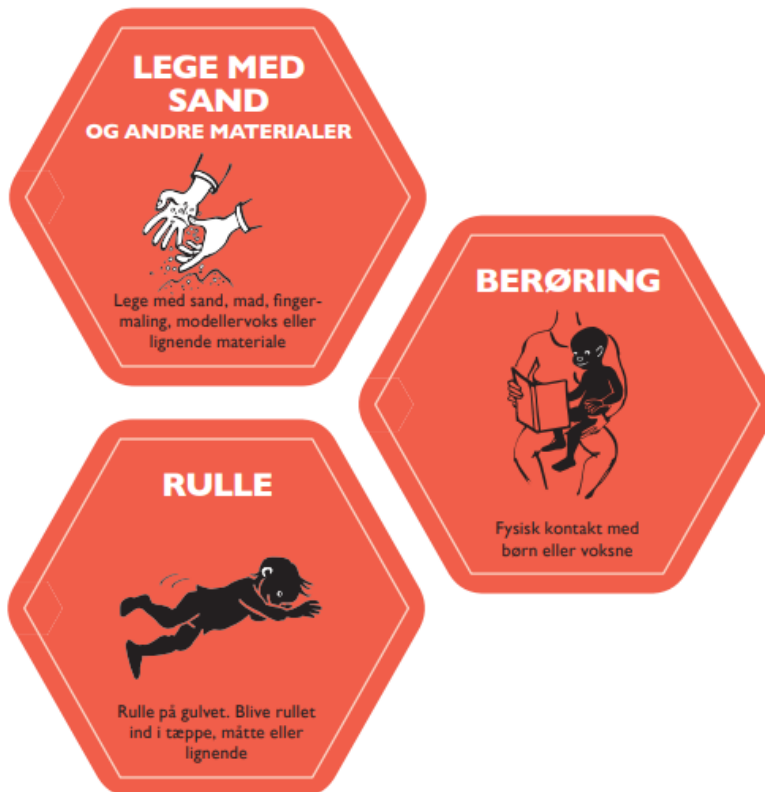 LEGE MED
SAND
OG ANDRE MATERIALER
Lege med sand, mad, finger-
maling, modellervoks eller
lignende materiale
BERØRING
Fysisk kontakt med
børn eller voksne
RULLE
Rulle på gulvet. Blive rullet
ind i tæppe, måtte eller
lignende